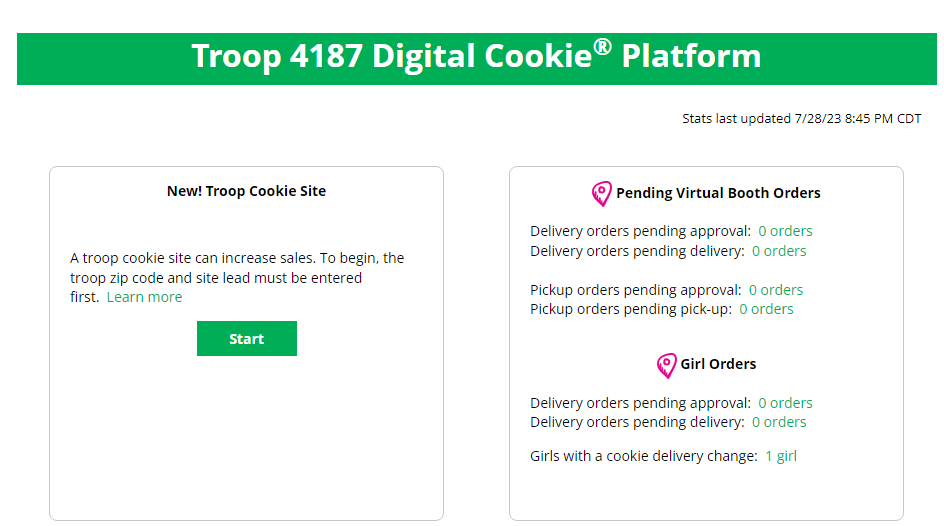 Troop 4187 Digital Cookie® Platform
Stats last updated 7/28/23 8:45 PM CDT
New! Troop Cookie Site
A troop cookie site can increase sales. To begin, the
troop zip code and site lead must be entered
first. Learn more
Start
Pending Virtual Booth Orders
Delivery orders pending approval: 0 orders
Delivery orders pending delivery: 0 orders
Pickup orders pending approval: 0 orders
Pickup orders pending pick-up: 0 orders
Girl Orders
Delivery orders pending approval: 0 orders
Delivery orders pending delivery: 0 orders
Girls with a cookie delivery change: 1 girl